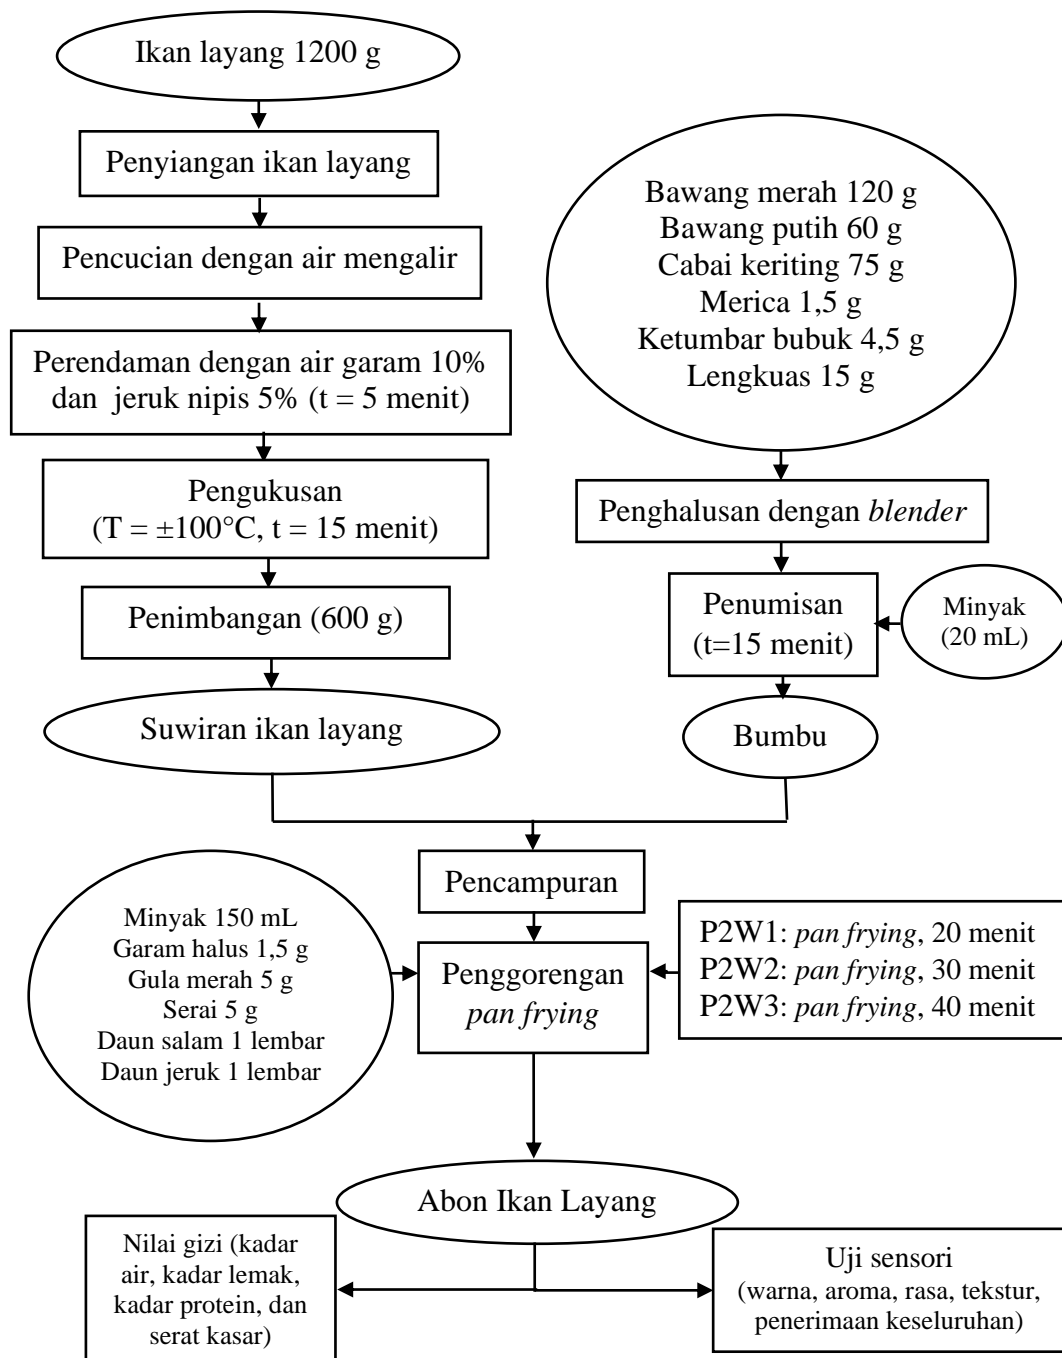 Ikan layang 1200 g
Penyiangan ikan layang
Pencucian dengan air mengalir
Perendaman dengan air garam 10%
dan jeruk nipis 5% (t = 5 menit)
Pengukusan
(T = ±100°C, t = 15 menit)
Penimbangan (600 g)
Suwiran ikan layang
Bawang merah 120 g
Bawang putih 60 g
Cabai keriting 75 g
Merica 1,5 g
Ketumbar bubuk 4,5 g
Lengkuas 15 g
Penghalusan dengan blender
Penumisan
(t=15 menit)
Minyak
(20 mL)
Bumbu
Pencampuran
Minyak 150 mL
Garam halus 1,5 g
Gula merah 5 g
Serai 5 g
Daun salam 1 lembar
Daun jeruk 1 lembar
Penggorengan
pan frying
P2W1: pan frying, 20 menit
P2W2: pan frying, 30 menit
P2W3: pan frying, 40 menit
Abon Ikan Layang
Nilai gizi (kadar
air, kadar lemak,
kadar protein, dan
serat kasar)
Uji sensori
(warna, aroma, rasa, tekstur,
penerimaan keseluruhan)